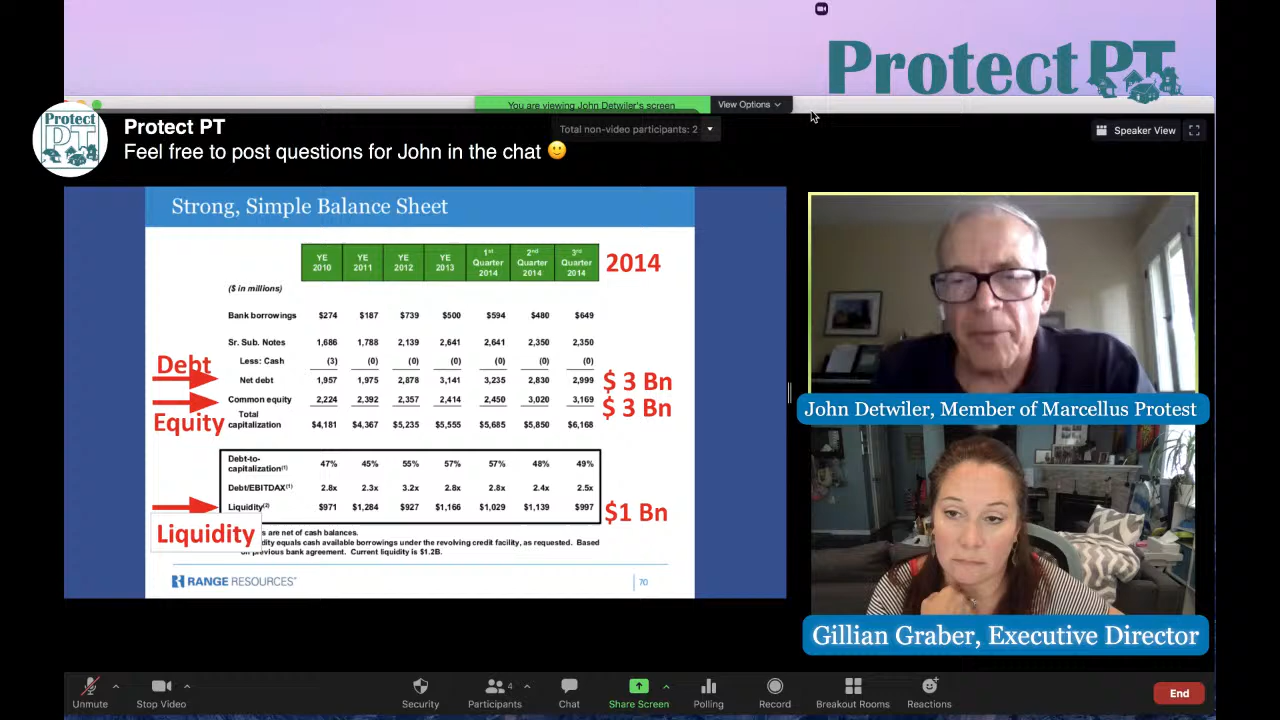 Protect PT
You are viewing John Detwiler's screen
View Options
Protect PT
Protect PT
Feel free to post questions for John in the chat 🙂
Total non-video participants: 2
Speaker View
Strong, Simple Balance Sheet
YE 2010 YE 2011 YE 2012 YE 2013 1st Quarter 2014 2nd Quarter 2014 3rd Quarter 2014 2014
($ in millions)
Bank borrowings $274 $187 $739 $500 $594 $480 $649
Sr. Sub. Notes 1,686 1,788 2,139 2,641 2,641 2,350 2,350
Less: Cash (3) (0) (0) (0) (0) (0) (0)
Debt
Net debt 1,957 1,975 2,878 3,141 3,235 2,830 2,999 $ 3 Bn
Common equity 2,224 2,392 2,357 2,414 2,450 3,020 3,169 $ 3 Bn
Equity
Total capitalization $4,181 $4,367 $5,235 $5,555 $5,685 $5,850 $6,168
Debt-to-capitalization(1) 47% 45% 55% 57% 57% 48% 49%
Debt/EBITDAX(1) 2.8x 2.3x 3.2x 2.8x 2.8x 2.4x 2.5x
Liquidity(2) $971 $1,284 $927 $1,166 $1,029 $1,139 $997 $1 Bn
Liquidity
are net of cash balances.
equals cash available borrowings under the revolving credit facility, as requested. Based
previous bank agreement. Current liquidity is $1.2B.
RANGE RESOURCES
70
John Detwiler, Member of Marcellus Protest
Gillian Graber, Executive Director
Unmute
Stop Video
Security
Participants 4
Chat
Share Screen
Polling
Record
Breakout Rooms
Reactions
End